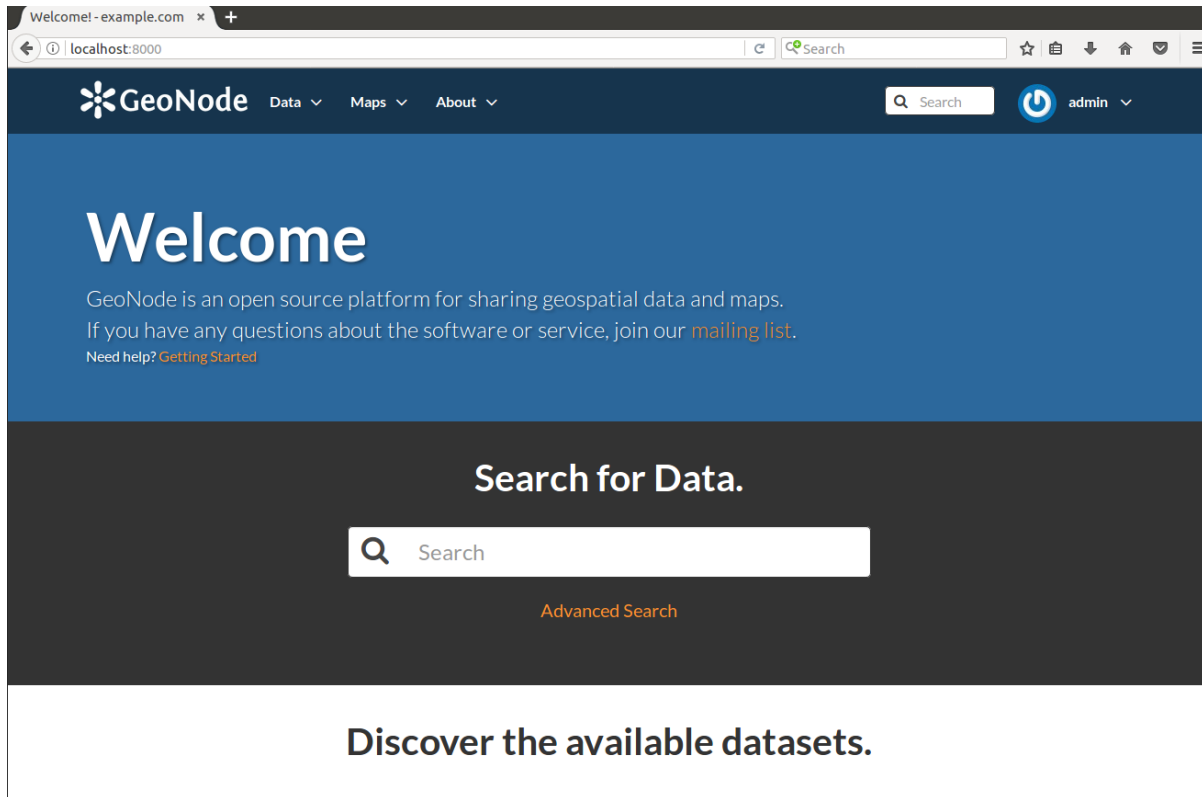 Welcome! - example.com × +
localhost:8000 Search
GeoNode Data Maps About Search admin
Welcome
GeoNode is an open source platform for sharing geospatial data and maps.
If you have any questions about the software or service, join our mailing list.
Need help? Getting Started
Search for Data.
Search
Advanced Search
Discover the available datasets.